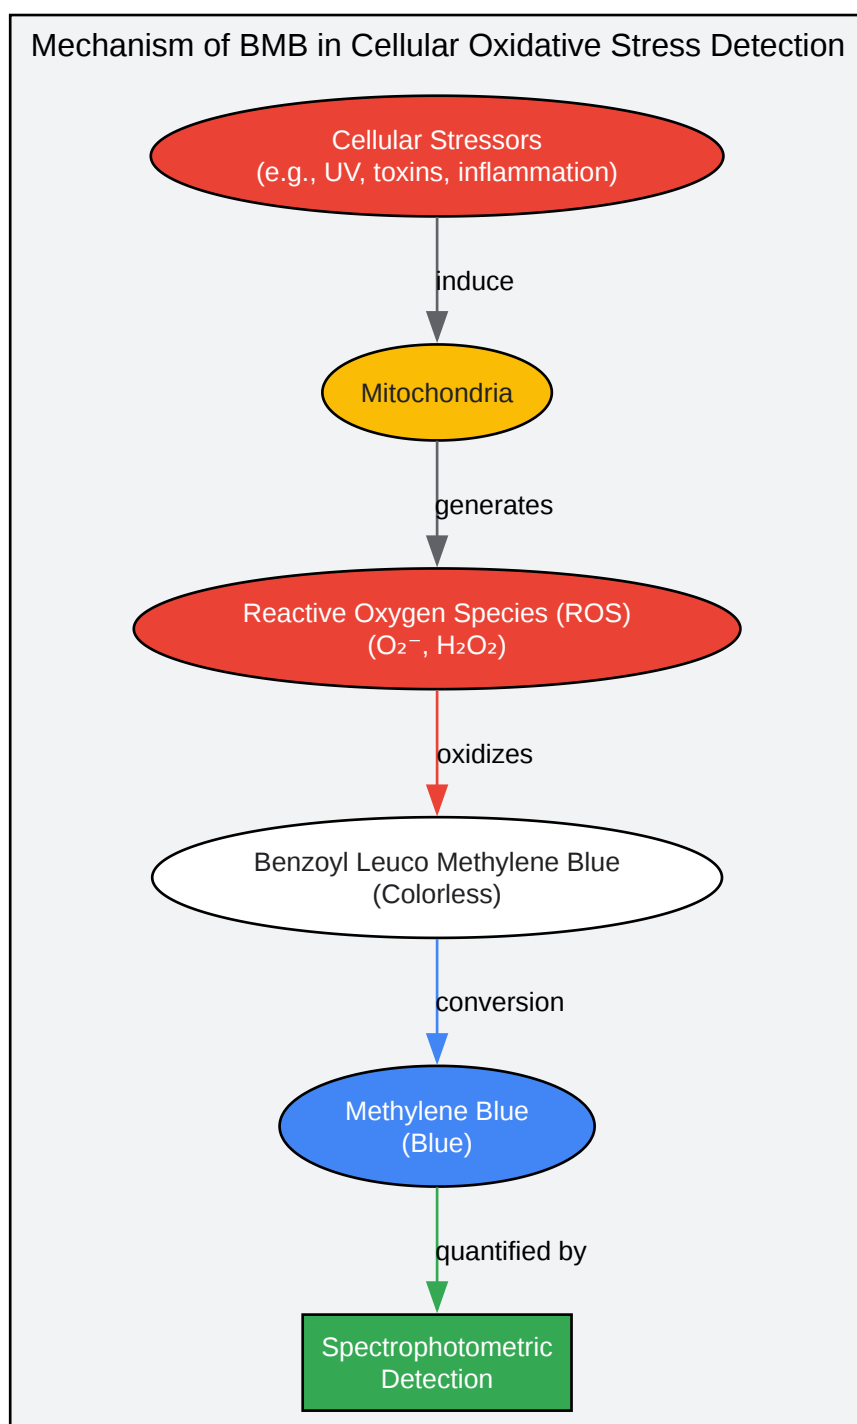 Mechanism of BMB in Cellular Oxidative Stress Detection
Cellular Stressors
(e.g., UV, toxins, inflammation)
induce
Mitochondria
generates
Reactive Oxygen Species (ROS)
(O₂⁻, H₂O₂)
oxidizes
Benzoyl Leuco Methylene Blue
(Colorless)
conversion
Methylene Blue
(Blue)
quantified by
Spectrophotometric
Detection